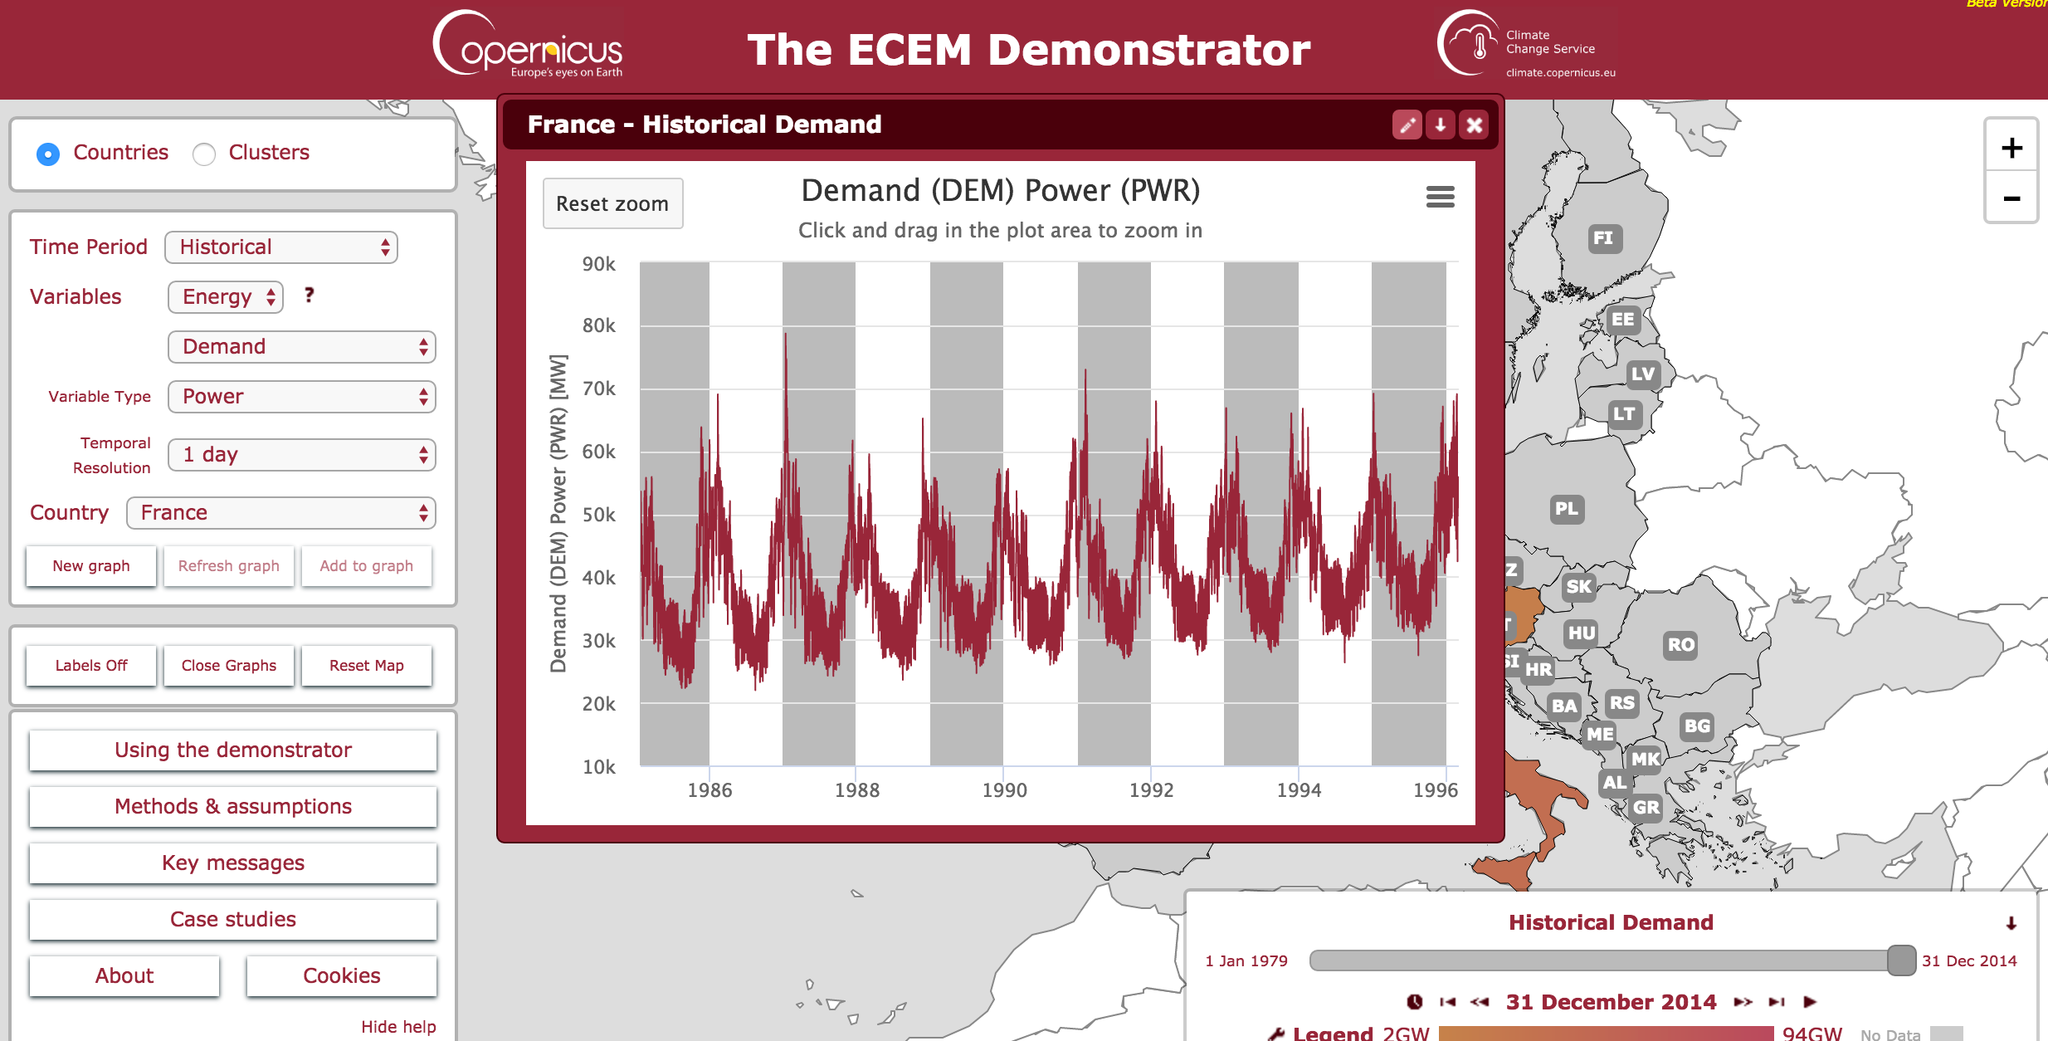 Beta Version
Copernicus
Europe's eyes on Earth
The ECEM Demonstrator
Climate
Change Service
climate.copernicus.eu
Countries
Clusters
Time Period
Historical
Variables
Energy
?
Demand
Variable Type
Power
Temporal
Resolution
1 day
Country
France
New graph
Refresh graph
Add to graph
Labels Off
Close Graphs
Reset Map
Using the demonstrator
Methods & assumptions
Key messages
Case studies
About
Cookies
Hide help
France - Historical Demand
Reset zoom
Demand (DEM) Power (PWR)
Click and drag in the plot area to zoom in
Demand (DEM) Power (PWR) [MW]
90k
80k
70k
60k
50k
40k
30k
20k
10k
1986
1988
1990
1992
1994
1996
+
-
FI
EE
LV
LT
PL
Z
SK
T
HU
RO
SI
HR
BA
RS
ME
BG
MK
AL
GR
Historical Demand
1 Jan 1979
31 Dec 2014
31 December 2014
Legend
2GW
94GW
No Data